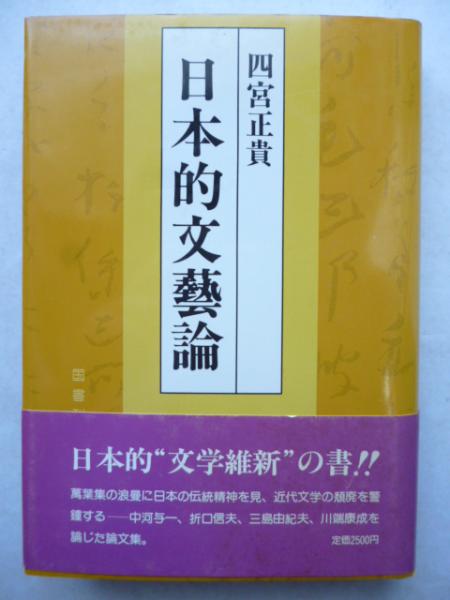 四宮正貴
日本的文藝論
日本的“文学維新”の書!!
萬葉集の浪曼に日本の伝統精神を見、近代文学の頽廃を警
鐘する——中河与一、折口信夫、三島由紀夫、川端康成を
論じた論文集。
定価2500円